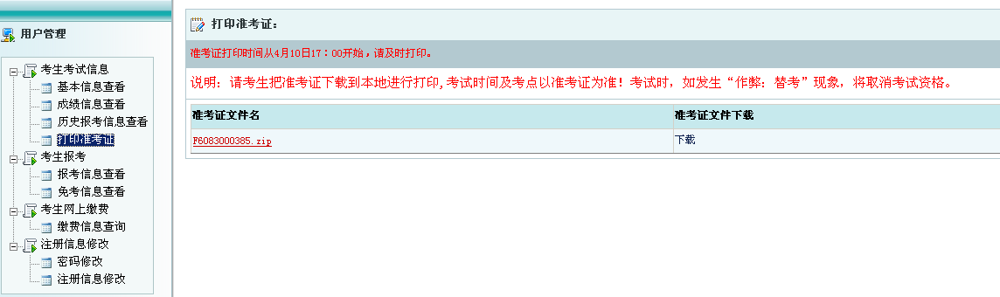 用户管理
考生考试信息
基本信息查看
成绩信息查看
历史报考信息查看
打印准考证
考生报考
报考信息查看
免考信息查看
考生网上缴费
缴费信息查询
注册信息修改
密码修改
注册信息修改
打印准考证：
准考证打印时间从4月10日17：00开始，请及时打印。
说明：请考生把准考证下载到本地进行打印,考试时间及考点以准考证为准！考试时，如发生“作弊：替考”现象，将取消考试资格。
准考证文件名 准考证文件下载
F6083000385.zip 下载